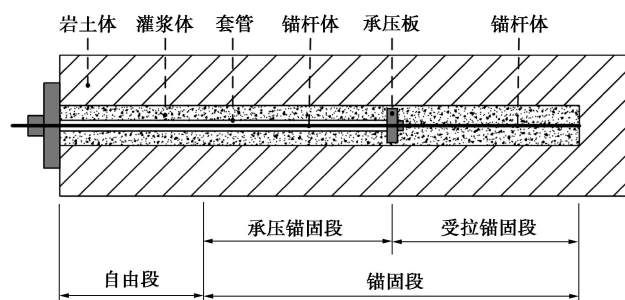 岩土体 灌浆体 套管 锚杆体 承压板 锚杆体
承压锚固段 受拉锚固段
自由段 锚固段